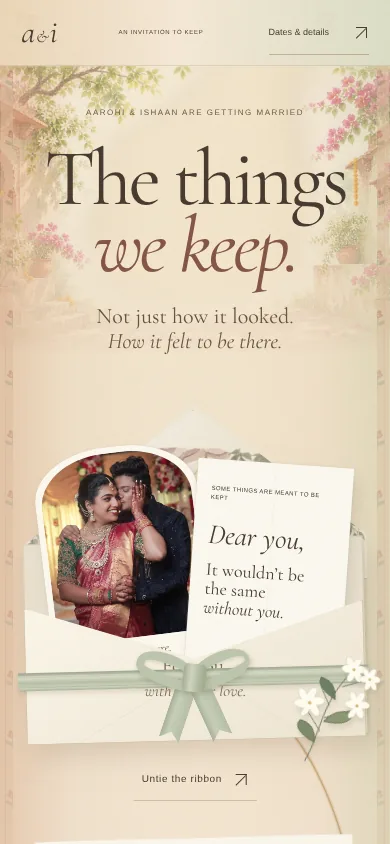 a&i
AN INVITATION TO KEEP
Dates & details
AAROHI & ISHAAN ARE GETTING MARRIED
The things
we keep.
Not just how it looked.
How it felt to be there.
SOME THINGS ARE MEANT TO BE
KEPT
Dear you,
It wouldn't be
the same
without you.
with
love.
Untie the ribbon